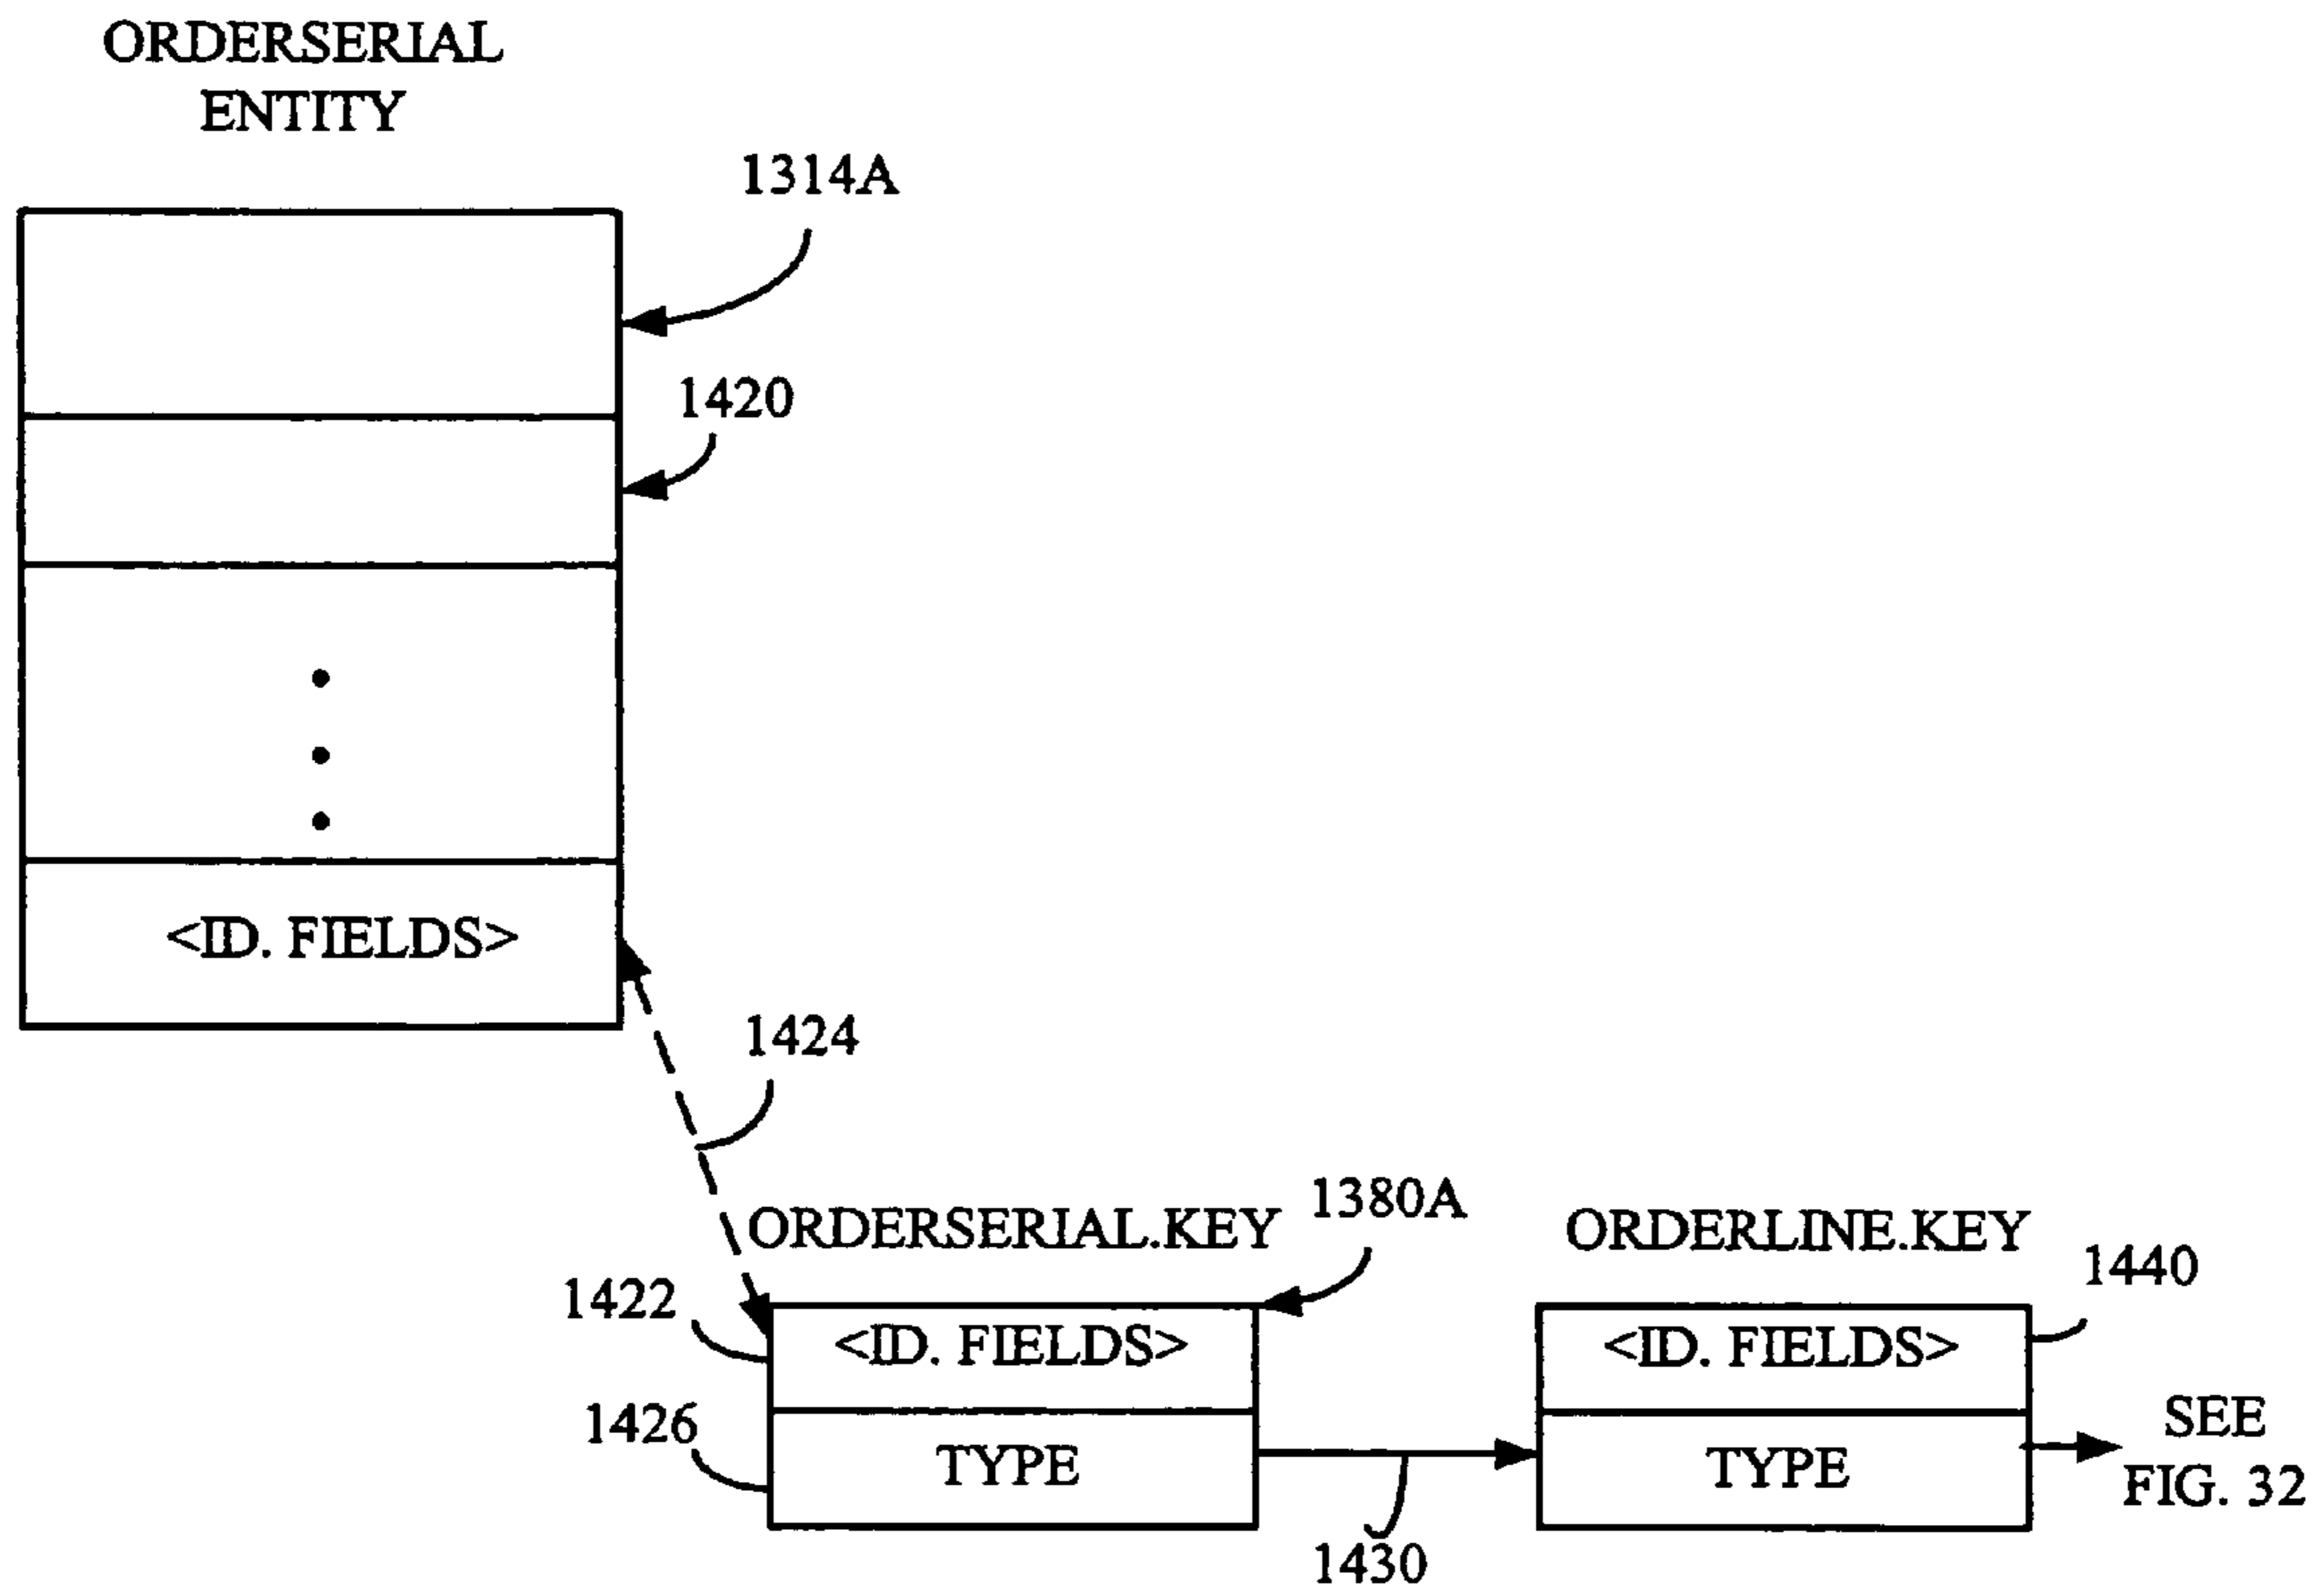 ORDERSERIAL
ENTITY
1314A
1420
<ID. FIELDS>
1424
ORDERSERIAL.KEY
1380A
ORDERLINE.KEY
1440
1422
<ID. FIELDS>
<ID. FIELDS>
1426
TYPE
TYPE
SEE
FIG. 32
1430